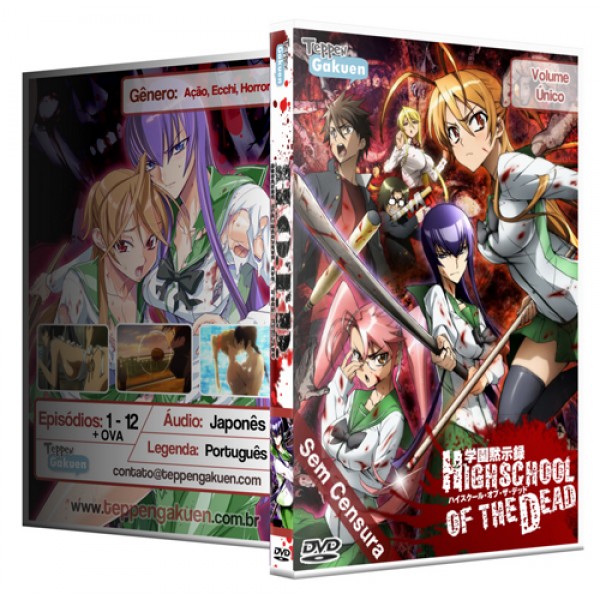 Gênero: Ação, Ecchi, Horror
Episódios: 1 - 12
+ OVA
Áudio: Japonês
Legenda: Português
Teppen
Gakuen
contato@teppengakuen.com
www.teppengakuen.com.br
H.O.T.D
DVD
Teppen
Gakuen
Volume
Único
学園黙示録
HIGHSCHOOL
ハイスクール・オブ・ザ・デッド
OF THE DEAD
Sem Censura
DVD